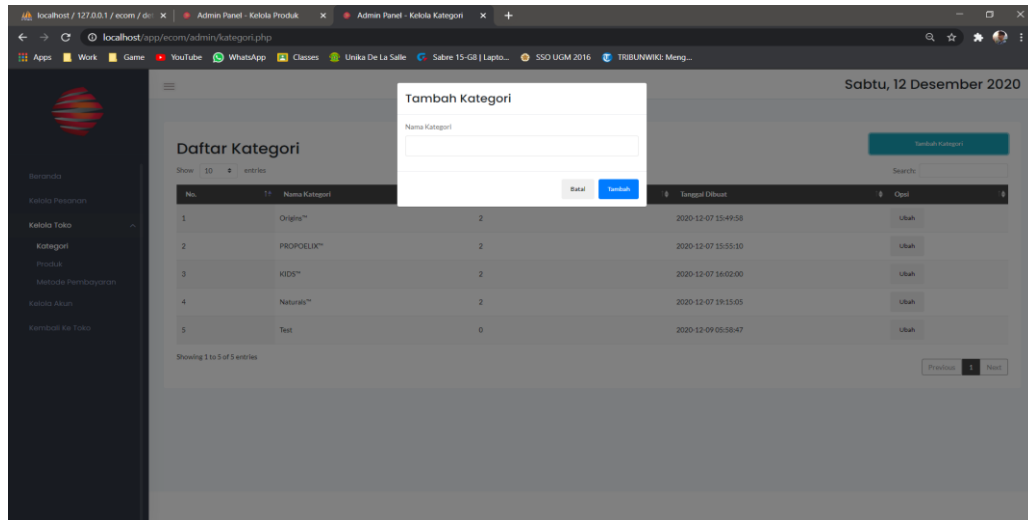 localhost / 127.0.0.1 / ecom / de
Admin Panel - Kelola Produk
Admin Panel - Kelola Kategori
localhost/app/ecom/admin/kategori.php
Apps Work Game YouTube WhatsApp Classes Unika De La Salle Sabre 15-G8 | Lapto... SSO UGM 2016 TRIBUNWIKI: Meng...
Sabtu, 12 Desember 2020
Tambah Kategori
Nama Kategori
Batal Tambah
Beranda
Kelola Pesanan
Kelola Toko
Kategori
Produk
Metode Pembayaran
Kelola Akun
Kembali Ke Toko
Daftar Kategori
Tambah Kategori
Show 10 entries
Search:
No. Nama Kategori Tanggal Dibuat Opsi
1 Origins™ 2 2020-12-07 15:49:58 Ubah
2 PROPOELIX™ 2 2020-12-07 15:55:10 Ubah
3 KIDS™ 2 2020-12-07 16:02:00 Ubah
4 Naturals™ 2 2020-12-07 19:15:05 Ubah
5 Test 0 2020-12-09 05:58:47 Ubah
Showing 1 to 5 of 5 entries
Previous 1 Next